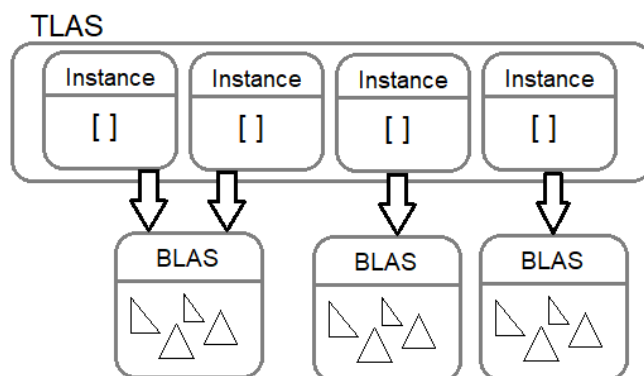 TLAS
Instance Instance Instance Instance
[ ] [ ] [ ] [ ]
BLAS BLAS BLAS